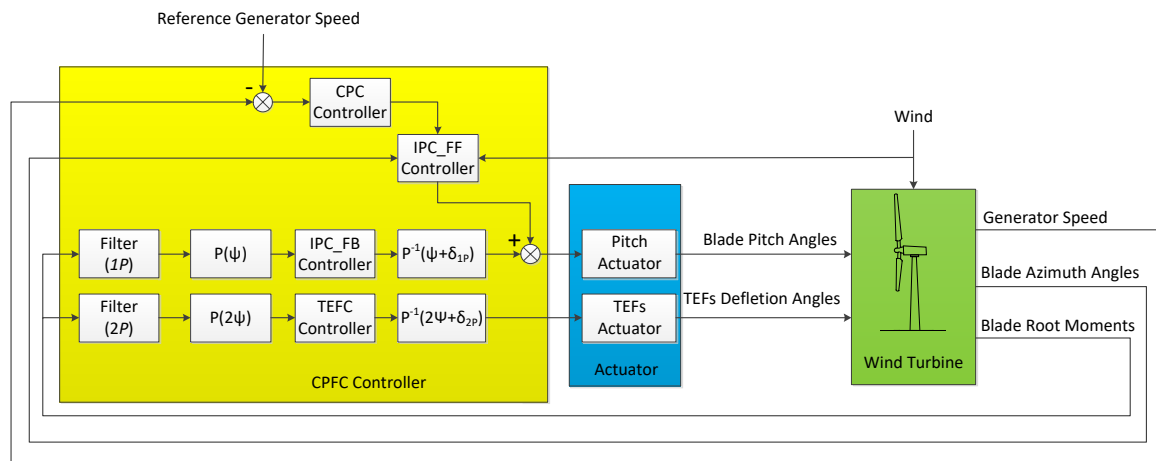 Reference Generator Speed
-
CPC
Controller
Wind
IPC_FF
Controller
Generator Speed
+
Filter
(1P)
P(ψ)
IPC_FB
Controller
P⁻¹(ψ+δ₁P)
Pitch
Actuator
Blade Pitch Angles
Blade Azimuth Angles
TEFs Defletion Angles
Filter
(2P)
P(2ψ)
TEFC
Controller
P⁻¹(2Ψ+δ₂P)
TEFs
Actuator
Blade Root Moments
Wind Turbine
Actuator
CPFC Controller